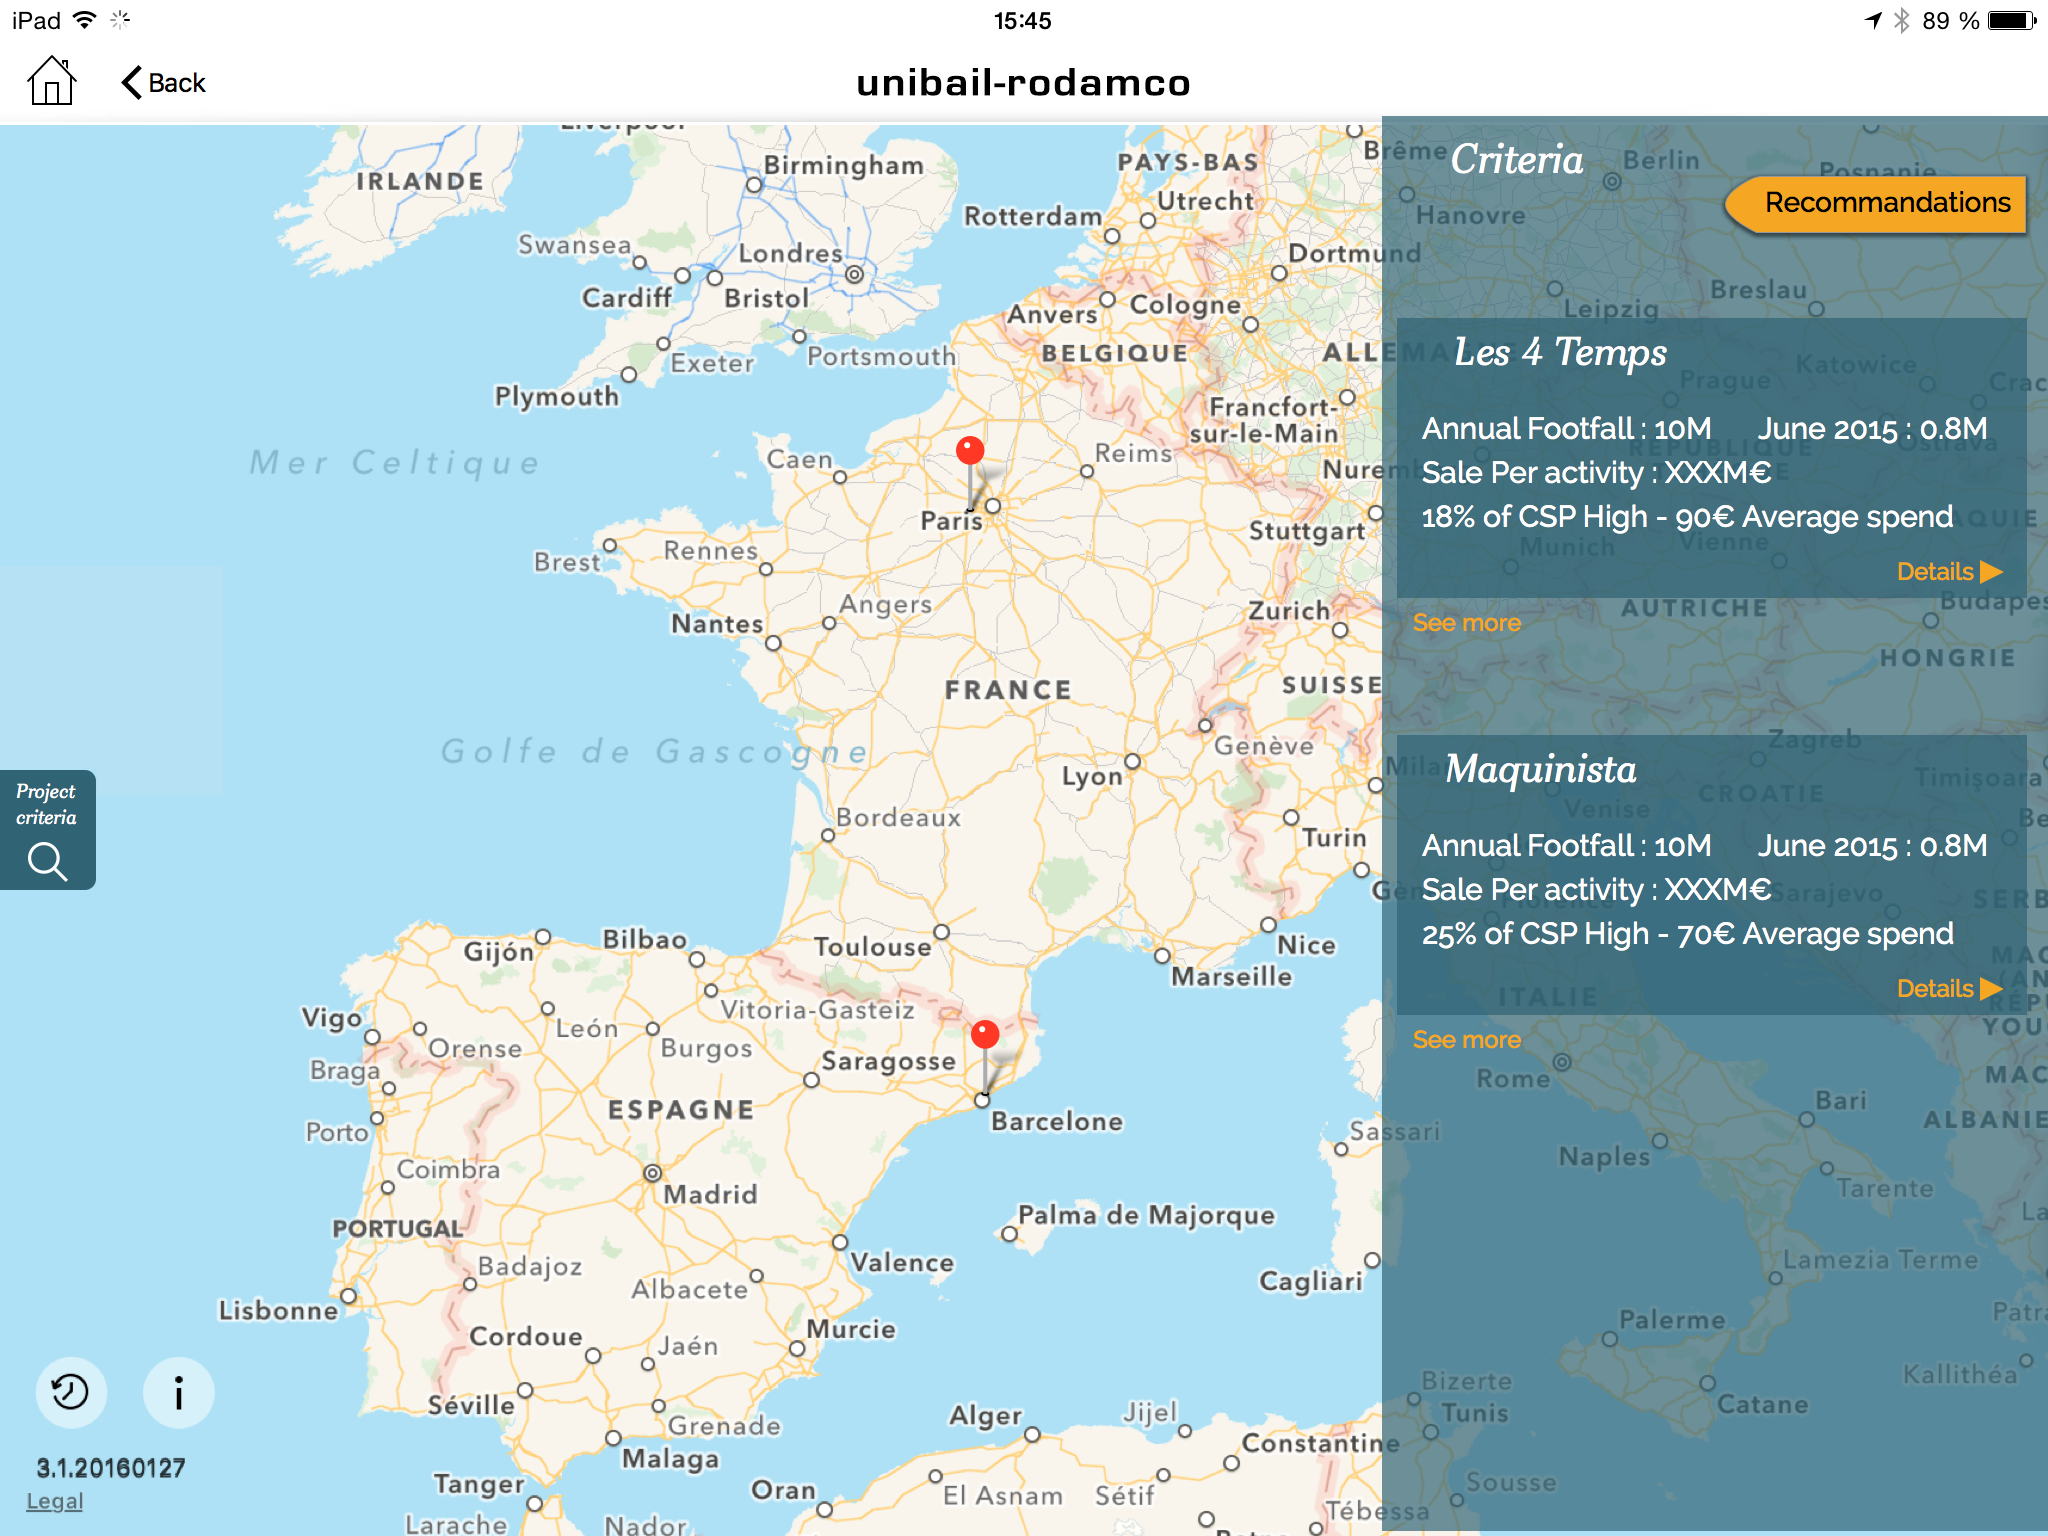 iPad
15:45
89 %
Back
unibail-rodamco
Birmingham
IRLANDE
PAYS-BAS
Brême
Criteria
Berlin
Recommandations
Utrecht
Rotterdam
Hanovre
Swansea
Londres
Dortmund
Cardiff
Bristol
Anvers
Cologne
Leipzig
Breslau
Exeter
Portsmouth
BELGIQUE
ALLEMAGNE
Plymouth
Les 4 Temps
Prague
Katowice
Francfort-
sur-le-Main
Annual Footfall : 10M
June 2015 : 0.8M
Mer Celtique
Caen
Reims
Sale Per activity : XXXM€
Paris
Stuttgart
18% of CSP High - 90€ Average spend
Munich
Vienne
Brest
Rennes
Details
Angers
Nantes
Zurich
See more
AUTRICHE
HONGRIE
FRANCE
SUISSE
Golfe de Gascogne
Genève
Lyon
Zagreb
Maquinista
Timişoara
CROATIE
Venise
Project
criteria
Bordeaux
Turin
Annual Footfall : 10M
June 2015 : 0.8M
Sale Per activity : XXXM€
Sarajevo
25% of CSP High - 70€ Average spend
Gijón
Bilbao
Toulouse
Nice
Marseille
Details
ITALIE
Vigo
León
Vitoria-Gasteiz
Orense
Burgos
Saragosse
See more
Braga
Rome
ESPAGNE
Barcelone
Bari
ALBANIE
Porto
Sassari
Naples
Coimbra
Madrid
Tarente
PORTUGAL
Palma de Majorque
Badajoz
Valence
Lamezia Terme
Albacete
Cagliari
Lisbonne
Palerme
Cordoue
Jaén
Murcie
Kallithéa
Bizerte
Séville
Grenade
Alger
Jijel
Tunis
Catane
Malaga
Constantine
3.1.20160127
Tanger
Oran
El Asnam
Sétif
Sousse
Legal
Larache
Nador
Tébessa